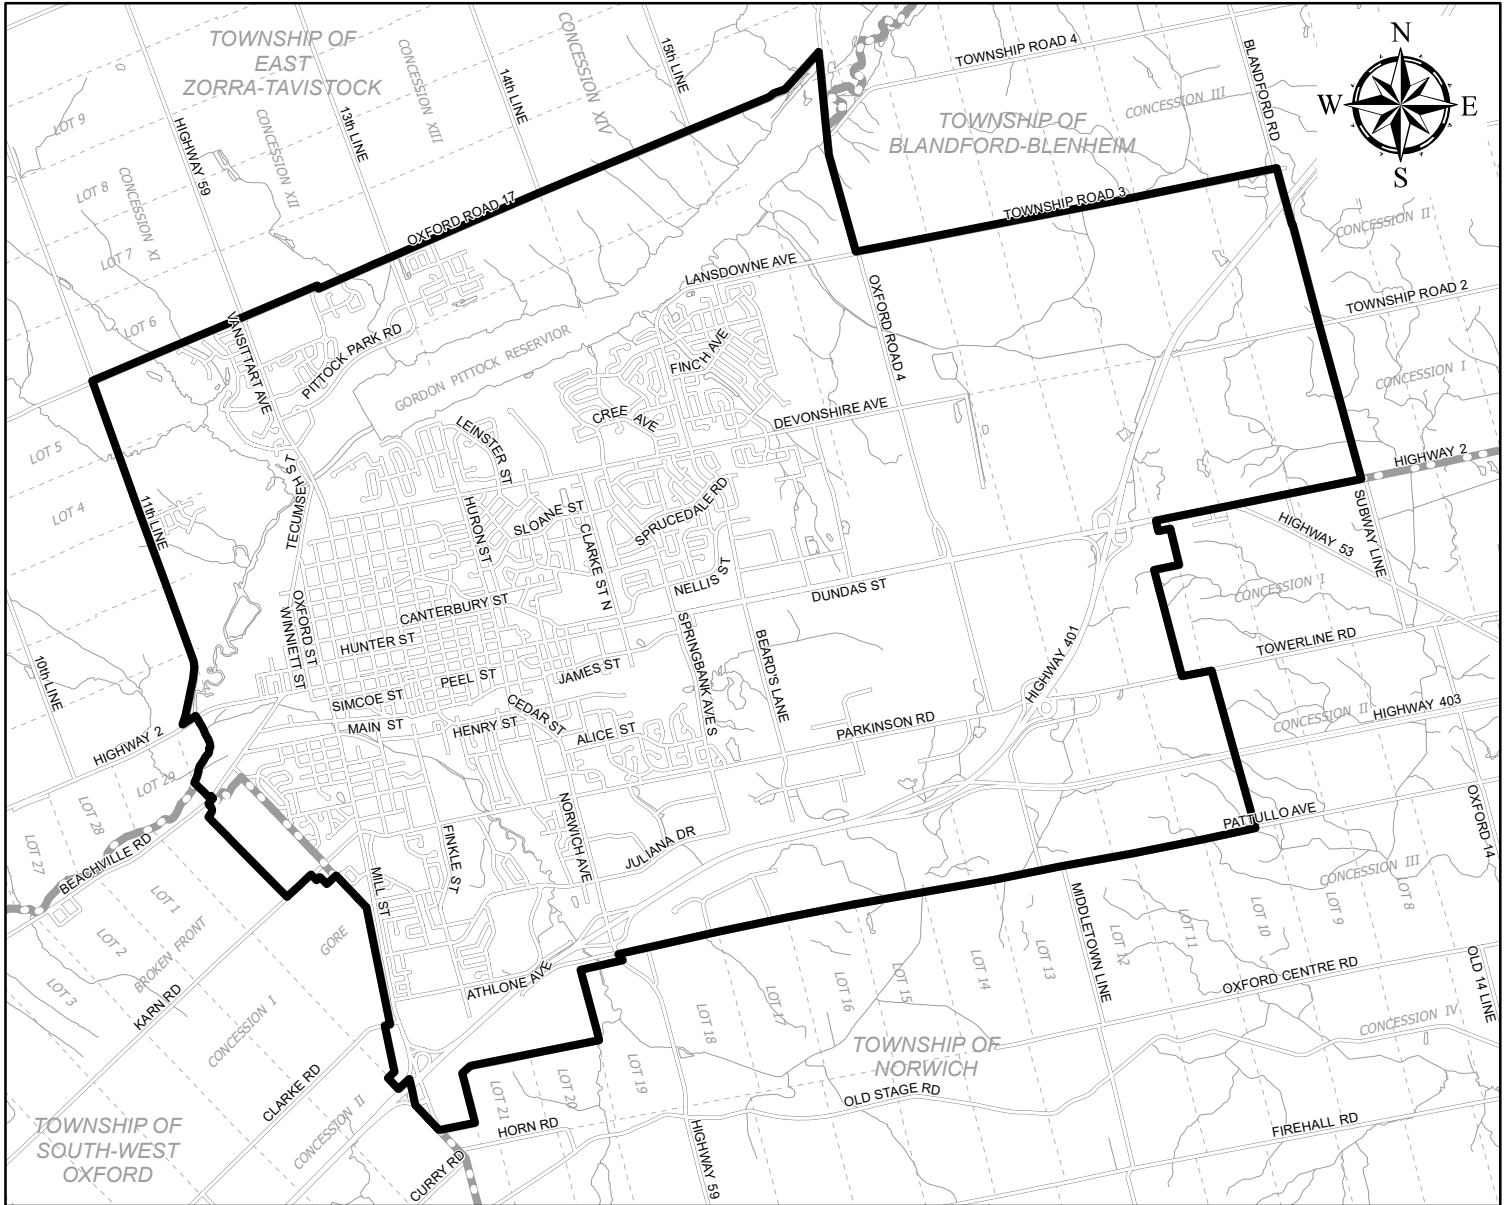 TOWNSHIP OF
EAST
ZORRA-TAVISTOCK
CONCESSION XIII
CONCESSION XIV
14th LINE
15th LINE
TOWNSHIP ROAD 4
BLANDFORD RD
N
W
E
S
LOT 9
HIGHWAY 59
CONCESSION XII
13th LINE
TOWNSHIP OF
BLANDFORD-BLENHEIM
CONCESSION III
LOT 8
CONCESSION XI
OXFORD ROAD 17
TOWNSHIP ROAD 3
CONCESSION II
LOT 7
LANSDOWNE AVE
LOT 6
VANSITTART AVE
PITTOCK PARK RD
GORDON PITTOCK RESERVIOR
FINCH AVE
OXFORD ROAD 4
TOWNSHIP ROAD 2
CONCESSION I
LOT 5
LEINSTER ST
CREE AVE
DEVONSHIRE AVE
HIGHWAY 2
LOT 4
11th LINE
TECUMSEH ST
HURON ST
SLOANE ST
CLARKE ST N
SPRUCEDALE RD
HIGHWAY 53
SUBWAY LINE
NELLIS ST
DUNDAS ST
CONCESSION I
OXFORD ST
WINNIETT ST
CANTERBURY ST
HUNTER ST
SPRINGBANK AVE S
BEARD'S LANE
HIGHWAY 401
TOWERLINE RD
10th LINE
SIMCOE ST
PEEL ST
JAMES ST
MAIN ST
HENRY ST
CEDAR ST
ALICE ST
PARKINSON RD
CONCESSION II
HIGHWAY 403
HIGHWAY 2
LOT 29
LOT 28
LOT 27
BEACHVILLE RD
FINKLE ST
NORWICH AVE
JULIANA DR
PATTULLO AVE
OXFORD 14
MILL ST
LOT 1
LOT 2
LOT 3
BROKEN FRONT
GORE
CONCESSION III
LOT 8
LOT 9
LOT 10
LOT 11
LOT 12
LOT 13
LOT 14
LOT 15
LOT 16
LOT 17
LOT 18
MIDDLETOWN LINE
KARN RD
ATHLONE AVE
OXFORD CENTRE RD
OLD 14 LINE
CONCESSION I
CONCESSION IV
TOWNSHIP OF
NORWICH
CLARKE RD
LOT 19
LOT 20
LOT 21
OLD STAGE RD
TOWNSHIP OF
SOUTH-WEST
OXFORD
CONCESSION II
HORN RD
FIREHALL RD
CURRY RD
HIGHWAY 59